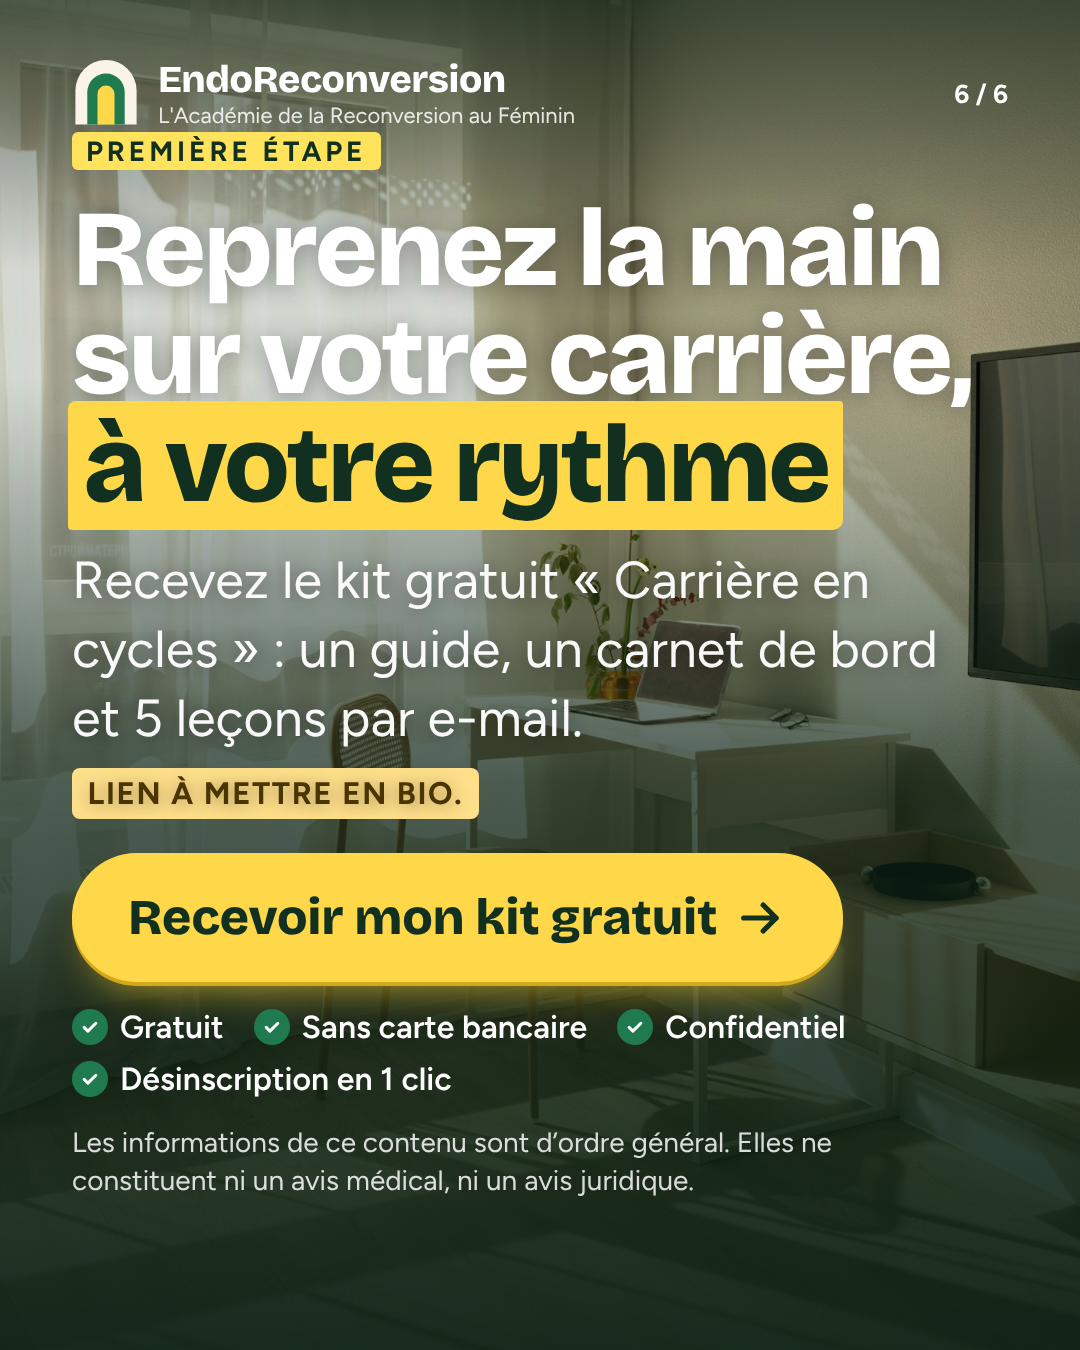 EndoReconversion
L'Académie de la Reconversion au Féminin
6 / 6
PREMIÈRE ÉTAPE
Reprenez la main
sur votre carrière,
à votre rythme
Recevez le kit gratuit « Carrière en
cycles » : un guide, un carnet de bord
et 5 leçons par e-mail.
LIEN À METTRE EN BIO.
Recevoir mon kit gratuit →
Gratuit
Sans carte bancaire
Confidentiel
Désinscription en 1 clic
Les informations de ce contenu sont d’ordre général. Elles ne
constituent ni un avis médical, ni un avis juridique.